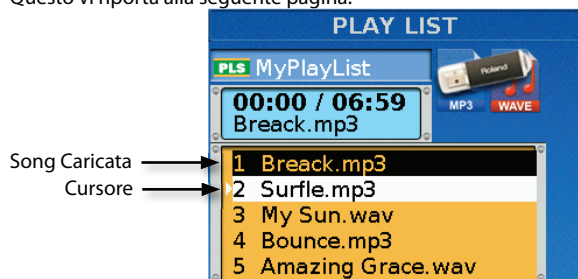 Questo vi riporta alla seguente pagina:
PLAY LIST
PLS MyPlayList
Roland
MP3 WAVE
00:00 / 06:59
Breack.mp3
Song Caricata
Cursore
1 Breack.mp3
2 Surfle.mp3
3 My Sun.wav
4 Bounce.mp3
5 Amazing Grace.wav